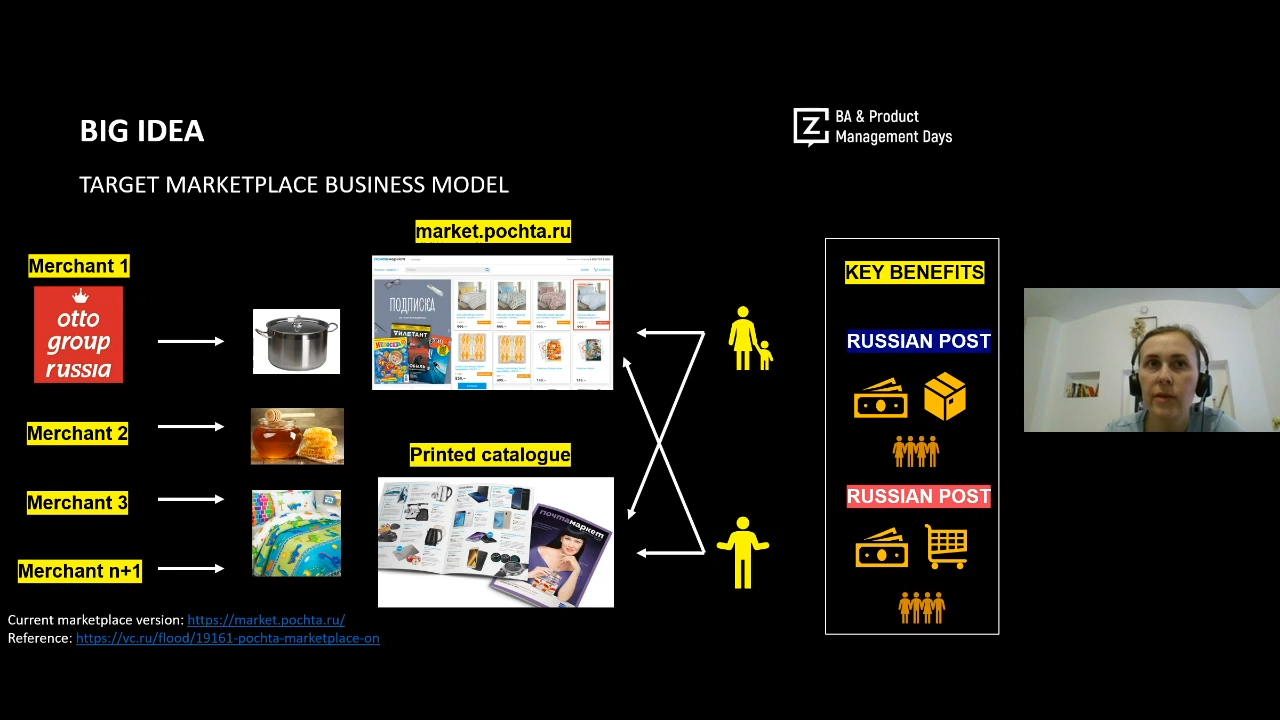 BIG IDEA
BA & Product
Management Days
TARGET MARKETPLACE BUSINESS MODEL
market.pochta.ru
Merchant 1
otto
group
russia
Merchant 2
Merchant 3
Merchant n+1
ПОДПИСКА
Printed catalogue
почтамаркет
KEY BENEFITS
RUSSIAN POST
RUSSIAN POST
Current marketplace version: https://market.pochta.ru/
Reference: https://vc.ru/flood/19161-pochta-marketplace-on